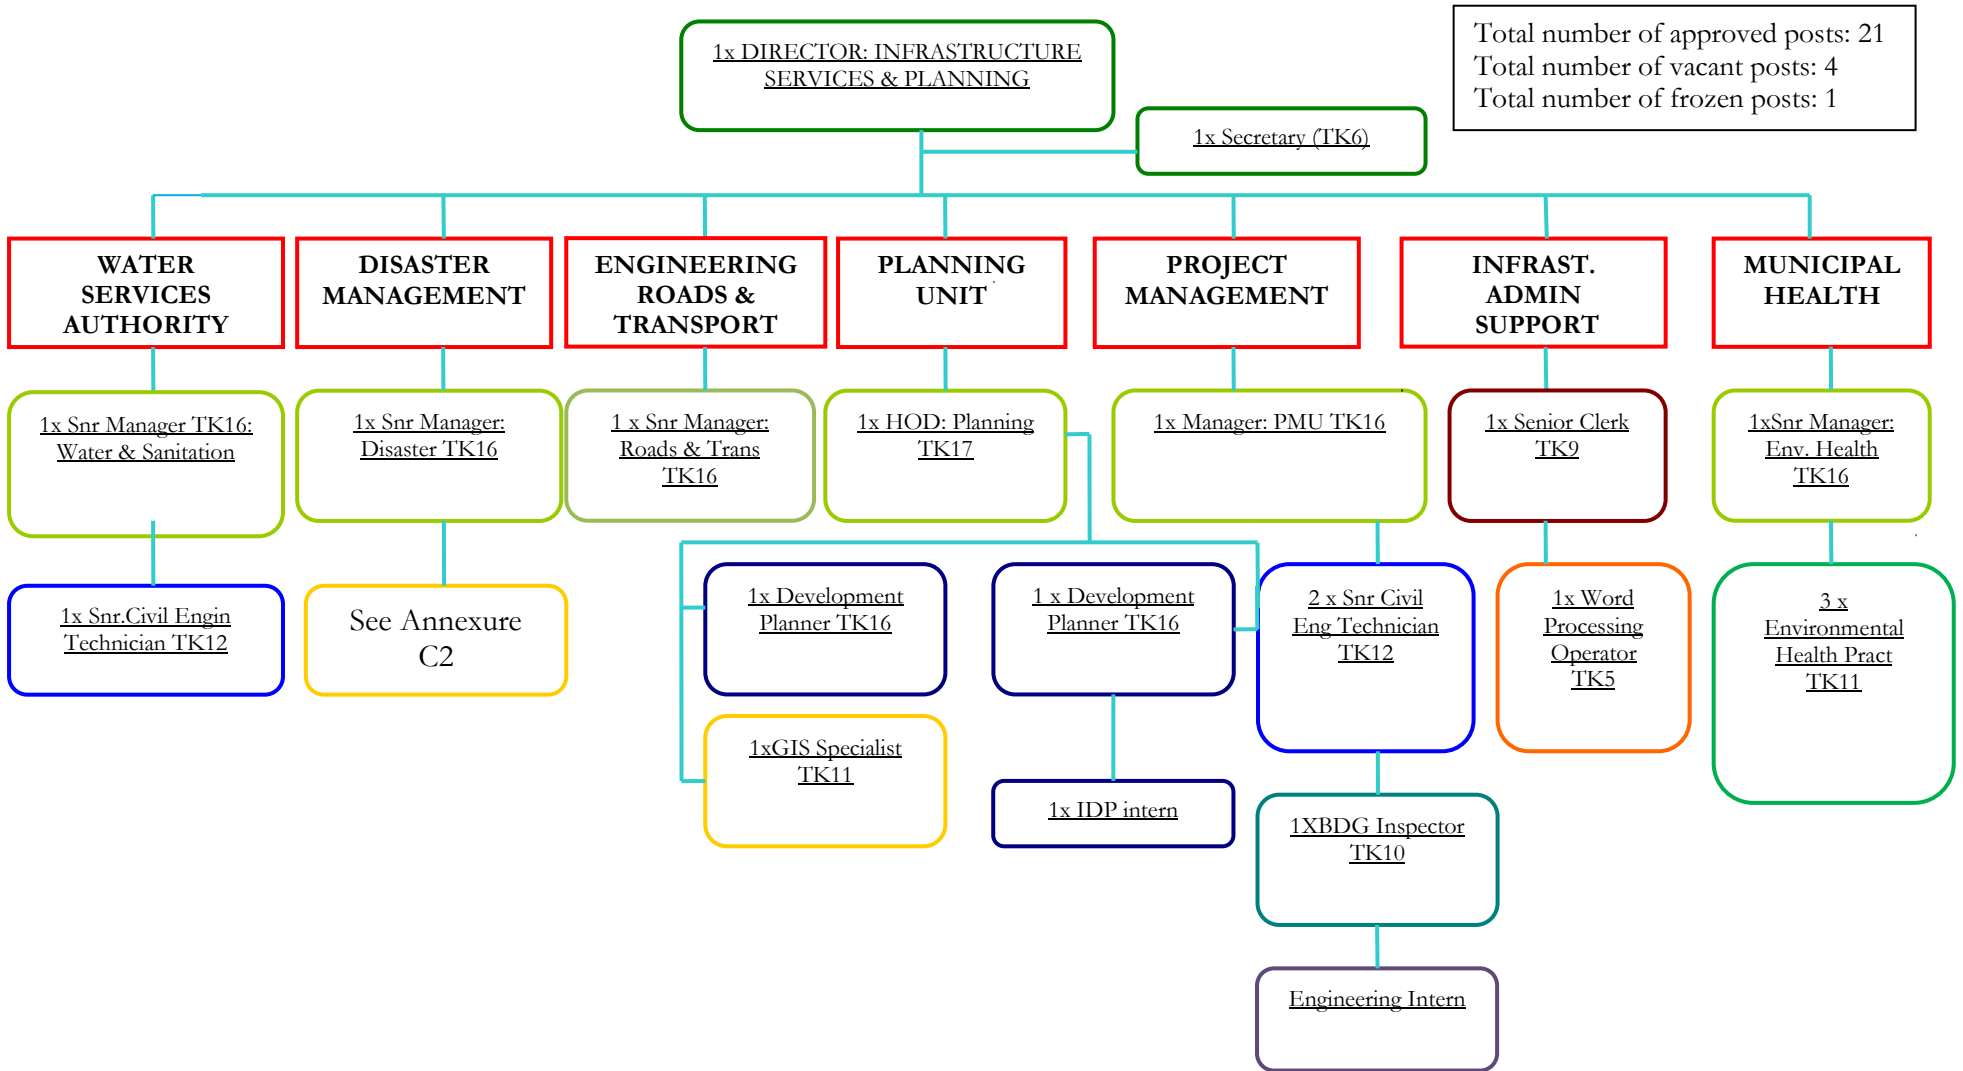 1x DIRECTOR: INFRASTRUCTURE
SERVICES & PLANNING
Total number of approved posts: 21
Total number of vacant posts: 4
Total number of frozen posts: 1
1x Secretary (TK6)
WATER
SERVICES
AUTHORITY
DISASTER
MANAGEMENT
ENGINEERING
ROADS &
TRANSPORT
PLANNING
UNIT
PROJECT
MANAGEMENT
INFRAST.
ADMIN
SUPPORT
MUNICIPAL
HEALTH
1x Snr Manager TK16:
Water & Sanitation
1x Snr Manager:
Disaster TK16
1 x Snr Manager:
Roads & Trans
TK16
1x HOD: Planning
TK17
1x Manager: PMU TK16
1x Senior Clerk
TK9
1xSnr Manager:
Env. Health
TK16
1x Snr.Civil Engin
Technician TK12
See Annexure
C2
1x Development
Planner TK16
1 x Development
Planner TK16
2 x Snr Civil
Eng Technician
TK12
1x Word
Processing
Operator
TK5
3 x
Environmental
Health Pract
TK11
1xGIS Specialist
TK11
1x IDP intern
1XBDG Inspector
TK10
Engineering Intern